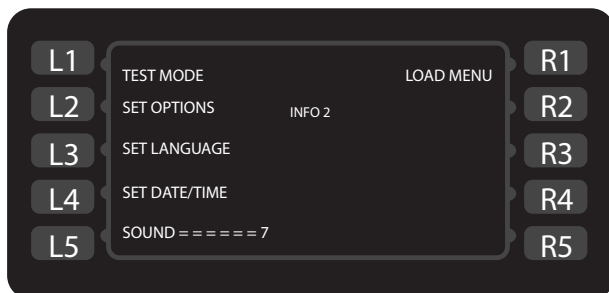 L1 TEST MODE LOAD MENU R1
L2 SET OPTIONS INFO 2 R2
L3 SET LANGUAGE R3
L4 SET DATE/TIME R4
L5 SOUND = = = = = = 7 R5